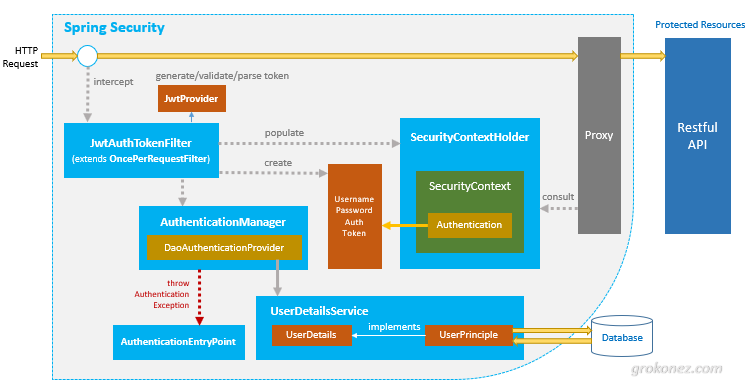 Spring Security
Protected Resources
HTTP
Request
intercept
generate/validate/parse token
JwtProvider
JwtAuthTokenFilter
(extends OncePerRequestFilter)
populate
create
SecurityContextHolder
SecurityContext
Authentication
Username
Password
Auth
Token
consult
Proxy
Restful
API
AuthenticationManager
DaoAuthenticationProvider
throw
Authentication
Exception
AuthenticationEntryPoint
UserDetailsService
UserDetails
implements
UserPrinciple
Database
grokonez.com